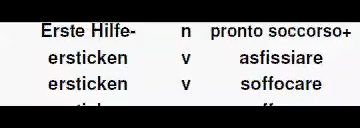 Erste Hilfe- n pronto soccorso+
ersticken v asfissiare
ersticken v soffocare